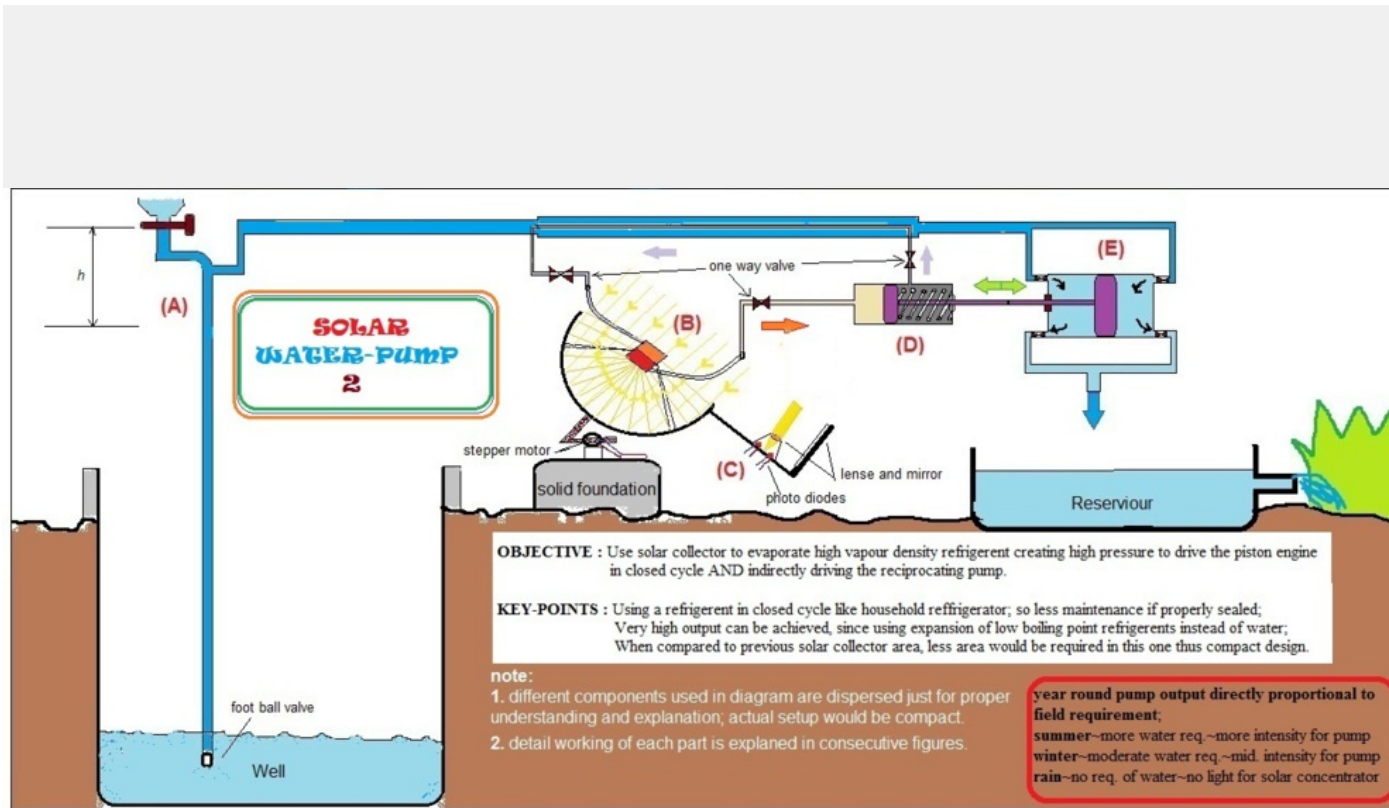 h
(A)
SOLAR
WATER-PUMP
2
one way valve
(B)
(D)
(E)
stepper motor
solid foundation
(C)
lense and mirror
photo diodes
Reserviour
OBJECTIVE : Use solar collector to evaporate high vapour density refrigerent creating high pressure to drive the piston engine
in closed cycle AND indirectly driving the reciprocating pump.
KEY-POINTS : Using a refrigerent in closed cycle like household reffrigerator; so less maintenance if properly sealed;
Very high output can be achieved, since using expansion of low boiling point refrigerents instead of water;
When compared to previous solar collector area, less area would be required in this one thus compact design.
note:
1. different components used in diagram are dispersed just for proper
understanding and explanation; actual setup would be compact.
2. detail working of each part is explaned in consecutive figures.
foot ball valve
Well
year round pump output directly proportional to
field requirement;
summer~more water req.~more intensity for pump
winter~moderate water req.~mid. intensity for pump
rain~no req. of water~no light for solar concentrator